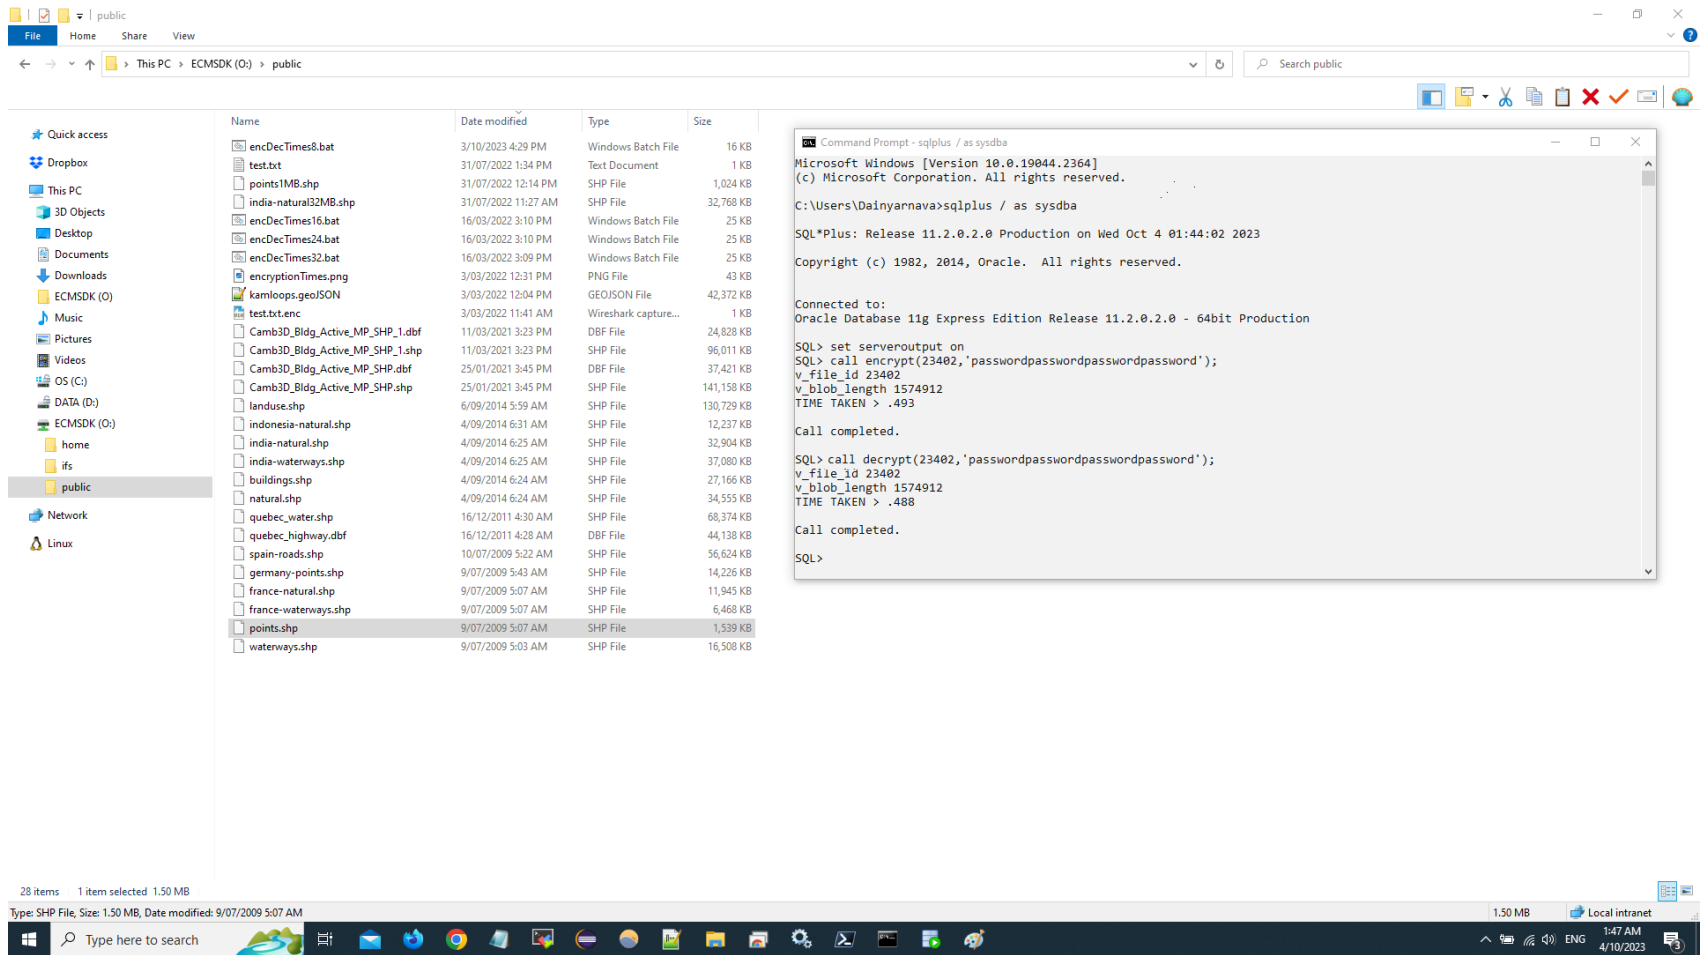 public
File Home Share View
This PC > ECMSDK (O:) > public
Search public
Quick access
Dropbox
This PC
3D Objects
Desktop
Documents
Downloads
ECMSDK (O)
Music
Pictures
Videos
OS (C:)
DATA (D:)
ECMSDK (O:)
home
ifs
public
Network
Linux
Name Date modified Type Size
encDecTimes8.bat 3/10/2023 4:29 PM Windows Batch File 16 KB
test.txt 31/07/2022 1:34 PM Text Document 1 KB
points1MB.shp 31/07/2022 12:14 PM SHP File 1,024 KB
india-natural32MB.shp 31/07/2022 11:27 AM SHP File 32,768 KB
encDecTimes16.bat 16/03/2022 3:10 PM Windows Batch File 25 KB
encDecTimes24.bat 16/03/2022 3:10 PM Windows Batch File 25 KB
encDecTimes32.bat 16/03/2022 3:09 PM Windows Batch File 25 KB
encryptionTimes.png 3/03/2022 12:31 PM PNG File 43 KB
kamloops.geoJSON 3/03/2022 12:04 PM GEOJSON File 42,372 KB
test.txt.enc 3/03/2022 11:41 AM Wireshark capture... 1 KB
Camb3D_Bldg_Active_MP_SHP_1.dbf 11/03/2021 3:23 PM DBF File 24,828 KB
Camb3D_Bldg_Active_MP_SHP_1.shp 11/03/2021 3:23 PM SHP File 96,011 KB
Camb3D_Bldg_Active_MP_SHP.dbf 25/01/2021 3:45 PM DBF File 37,421 KB
Camb3D_Bldg_Active_MP_SHP.shp 25/01/2021 3:45 PM SHP File 141,158 KB
landuse.shp 6/09/2014 5:59 AM SHP File 130,729 KB
indonesia-natural.shp 4/09/2014 6:31 AM SHP File 12,237 KB
india-natural.shp 4/09/2014 6:25 AM SHP File 32,904 KB
india-waterways.shp 4/09/2014 6:25 AM SHP File 37,080 KB
buildings.shp 4/09/2014 6:24 AM SHP File 27,166 KB
natural.shp 4/09/2014 6:24 AM SHP File 34,555 KB
quebec_water.shp 16/12/2011 4:30 AM SHP File 68,374 KB
quebec_highway.dbf 16/12/2011 4:28 AM DBF File 44,138 KB
spain-roads.shp 10/07/2009 5:22 AM SHP File 56,624 KB
germany-points.shp 9/07/2009 5:43 AM SHP File 14,226 KB
france-natural.shp 9/07/2009 5:07 AM SHP File 11,945 KB
france-waterways.shp 9/07/2009 5:07 AM SHP File 6,468 KB
points.shp 9/07/2009 5:07 AM SHP File 1,539 KB
waterways.shp 9/07/2009 5:03 AM SHP File 16,508 KB
Command Prompt - sqlplus / as sysdba
Microsoft Windows [Version 10.0.19044.2364]
(c) Microsoft Corporation. All rights reserved.
C:\Users\Dainyarnava>sqlplus / as sysdba
SQL*Plus: Release 11.2.0.2.0 Production on Wed Oct 4 01:44:02 2023
Copyright (c) 1982, 2014, Oracle.  All rights reserved.
Connected to:
Oracle Database 11g Express Edition Release 11.2.0.2.0 - 64bit Production
SQL> set serveroutput on
SQL> call encrypt(23402,'passwordpasswordpasswordpassword');
v_file_id 23402
v_blob_length 1574912
TIME TAKEN > .493
Call completed.
SQL> call decrypt(23402,'passwordpasswordpasswordpassword');
v_file_id 23402
v_blob_length 1574912
TIME TAKEN > .488
Call completed.
SQL>
28 items 1 item selected 1.50 MB
Type: SHP File, Size: 1.50 MB, Date modified: 9/07/2009 5:07 AM 1.50 MB Local intranet
Type here to search
ENG
1:47 AM
4/10/2023
3